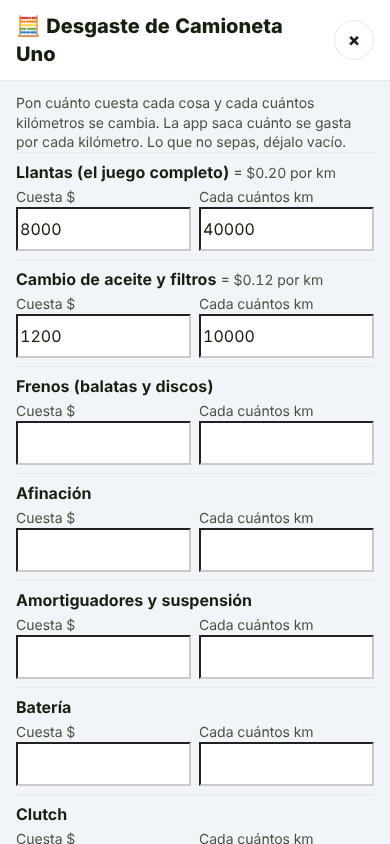 🧮 Desgaste de Camioneta
Uno
×
Pon cuánto cuesta cada cosa y cada cuántos
kilómetros se cambia. La app saca cuánto se gasta
por cada kilómetro. Lo que no sepas, déjalo vacío.
Llantas (el juego completo) = $0.20 por km
Cuesta $ Cada cuántos km
8000 40000
Cambio de aceite y filtros = $0.12 por km
Cuesta $ Cada cuántos km
1200 10000
Frenos (balatas y discos)
Cuesta $ Cada cuántos km
Afinación
Cuesta $ Cada cuántos km
Amortiguadores y suspensión
Cuesta $ Cada cuántos km
Batería
Cuesta $ Cada cuántos km
Clutch
Cuesta $ Cada cuántos km